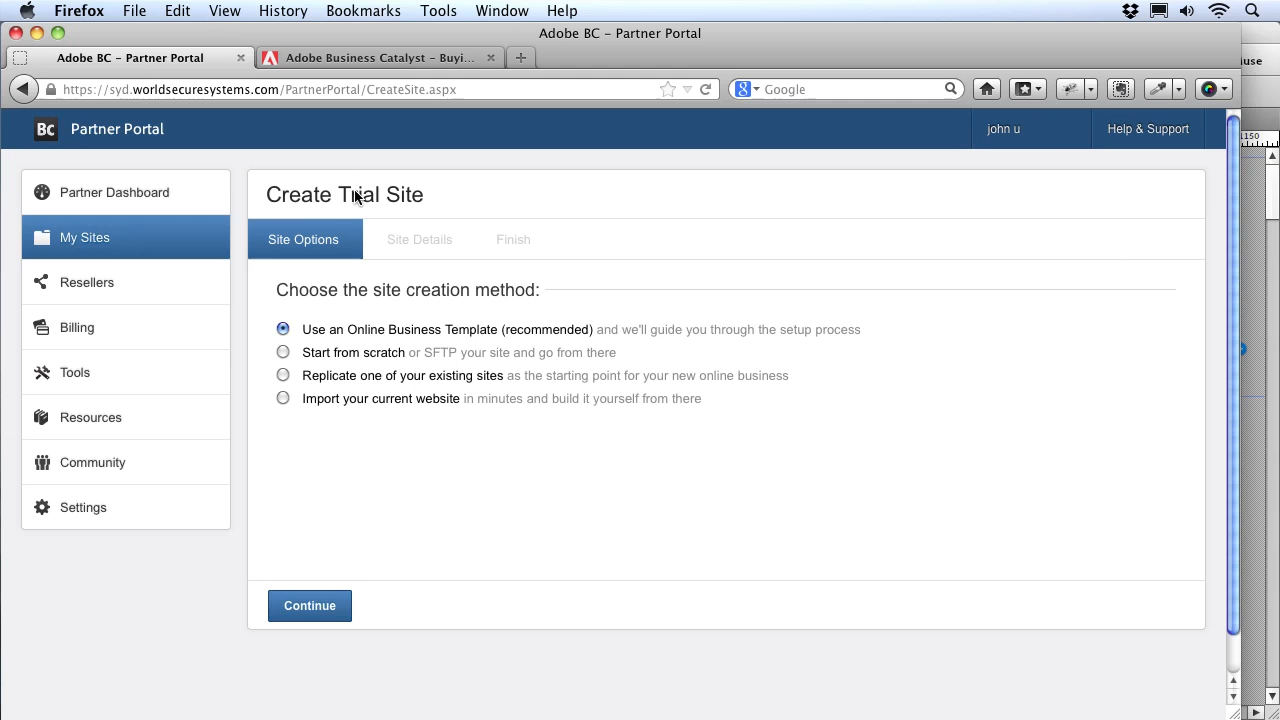 Firefox File Edit View History Bookmarks Tools Window Help
Adobe BC – Partner Portal
Adobe BC – Partner Portal Adobe Business Catalyst – Buyi...
https://syd.worldsecuresystems.com/PartnerPortal/CreateSite.aspx Google
Bc Partner Portal john u Help & Support
1150
Partner Dashboard
My Sites
Resellers
Billing
Tools
Resources
Community
Settings
Create Trial Site
Site Options Site Details Finish
Choose the site creation method:
Use an Online Business Template (recommended) and we'll guide you through the setup process
Start from scratch or SFTP your site and go from there
Replicate one of your existing sites as the starting point for your new online business
Import your current website in minutes and build it yourself from there
Continue